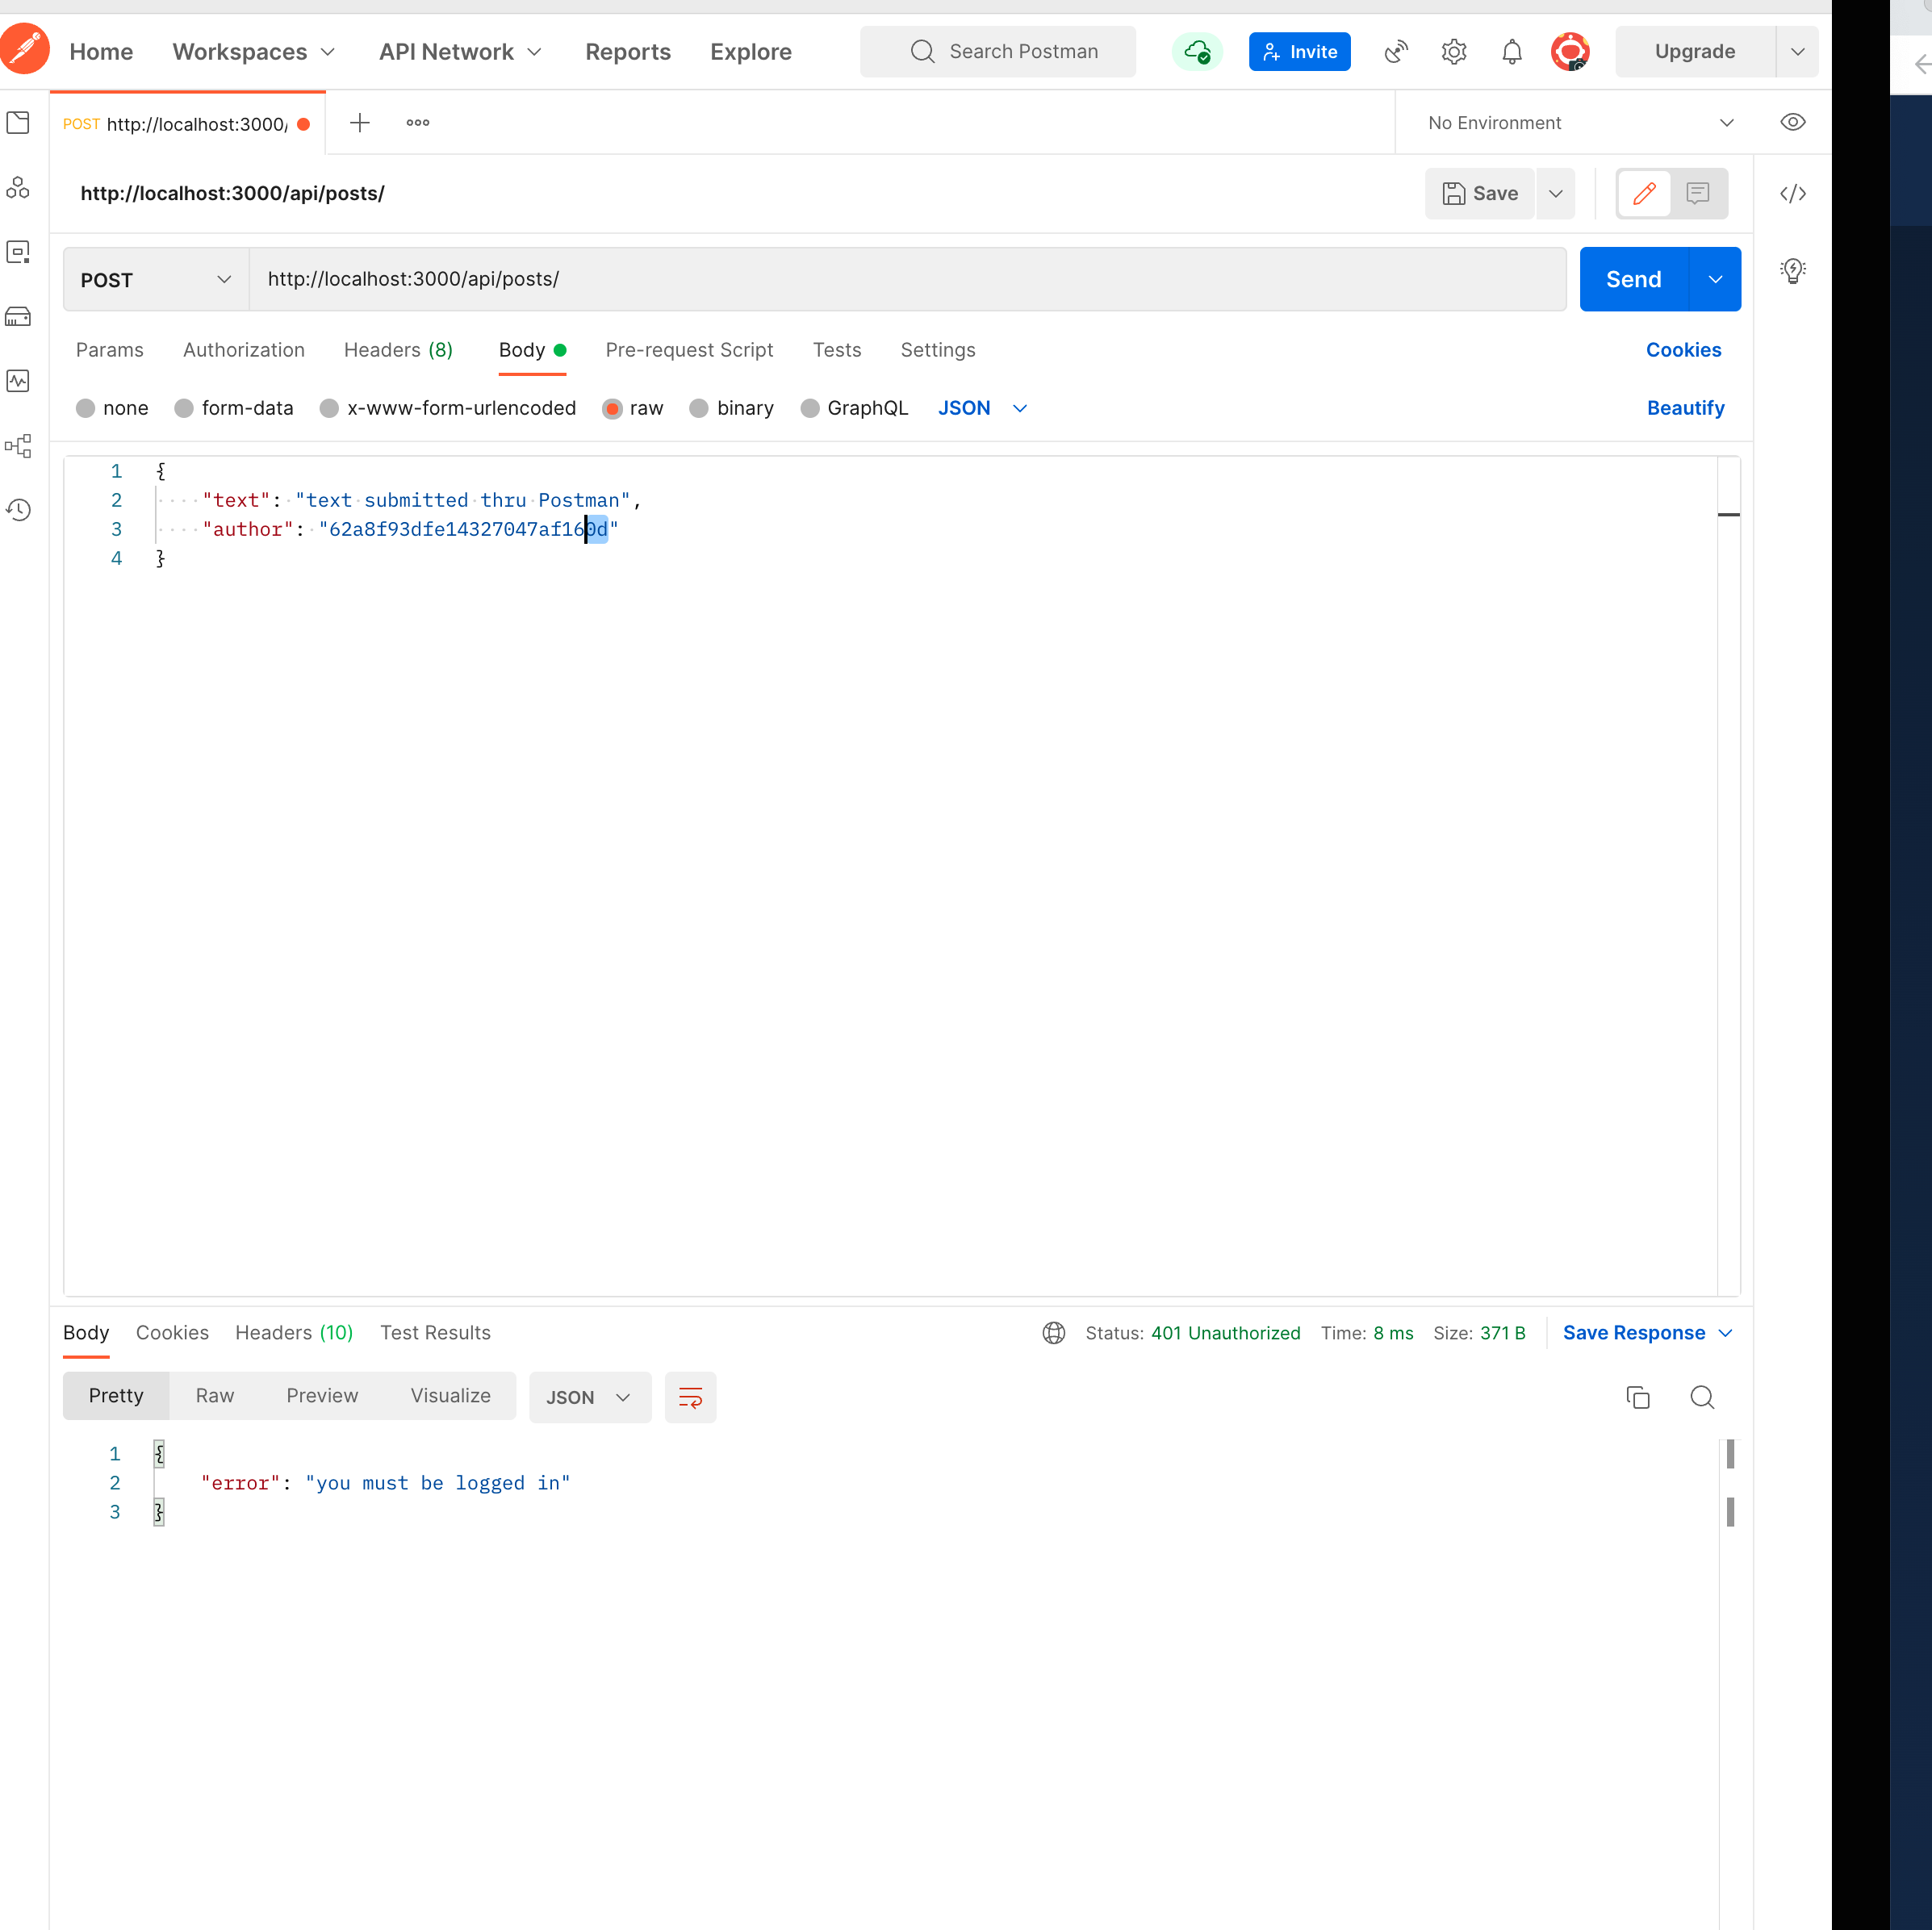 Home Workspaces API Network Reports Explore Search Postman Invite Upgrade
POST http://localhost:3000/ No Environment
http://localhost:3000/api/posts/ Save
POST http://localhost:3000/api/posts/ Send
Params Authorization Headers (8) Body Pre-request Script Tests Settings Cookies
none form-data x-www-form-urlencoded raw binary GraphQL JSON Beautify
1 {
2 "text": "text submitted thru Postman",
3 "author": "62a8f93dfe14327047af160d"
4 }
Body Cookies Headers (10) Test Results Status: 401 Unauthorized Time: 8 ms Size: 371 B Save Response
Pretty Raw Preview Visualize JSON
1 {
2 "error": "you must be logged in"
3 }